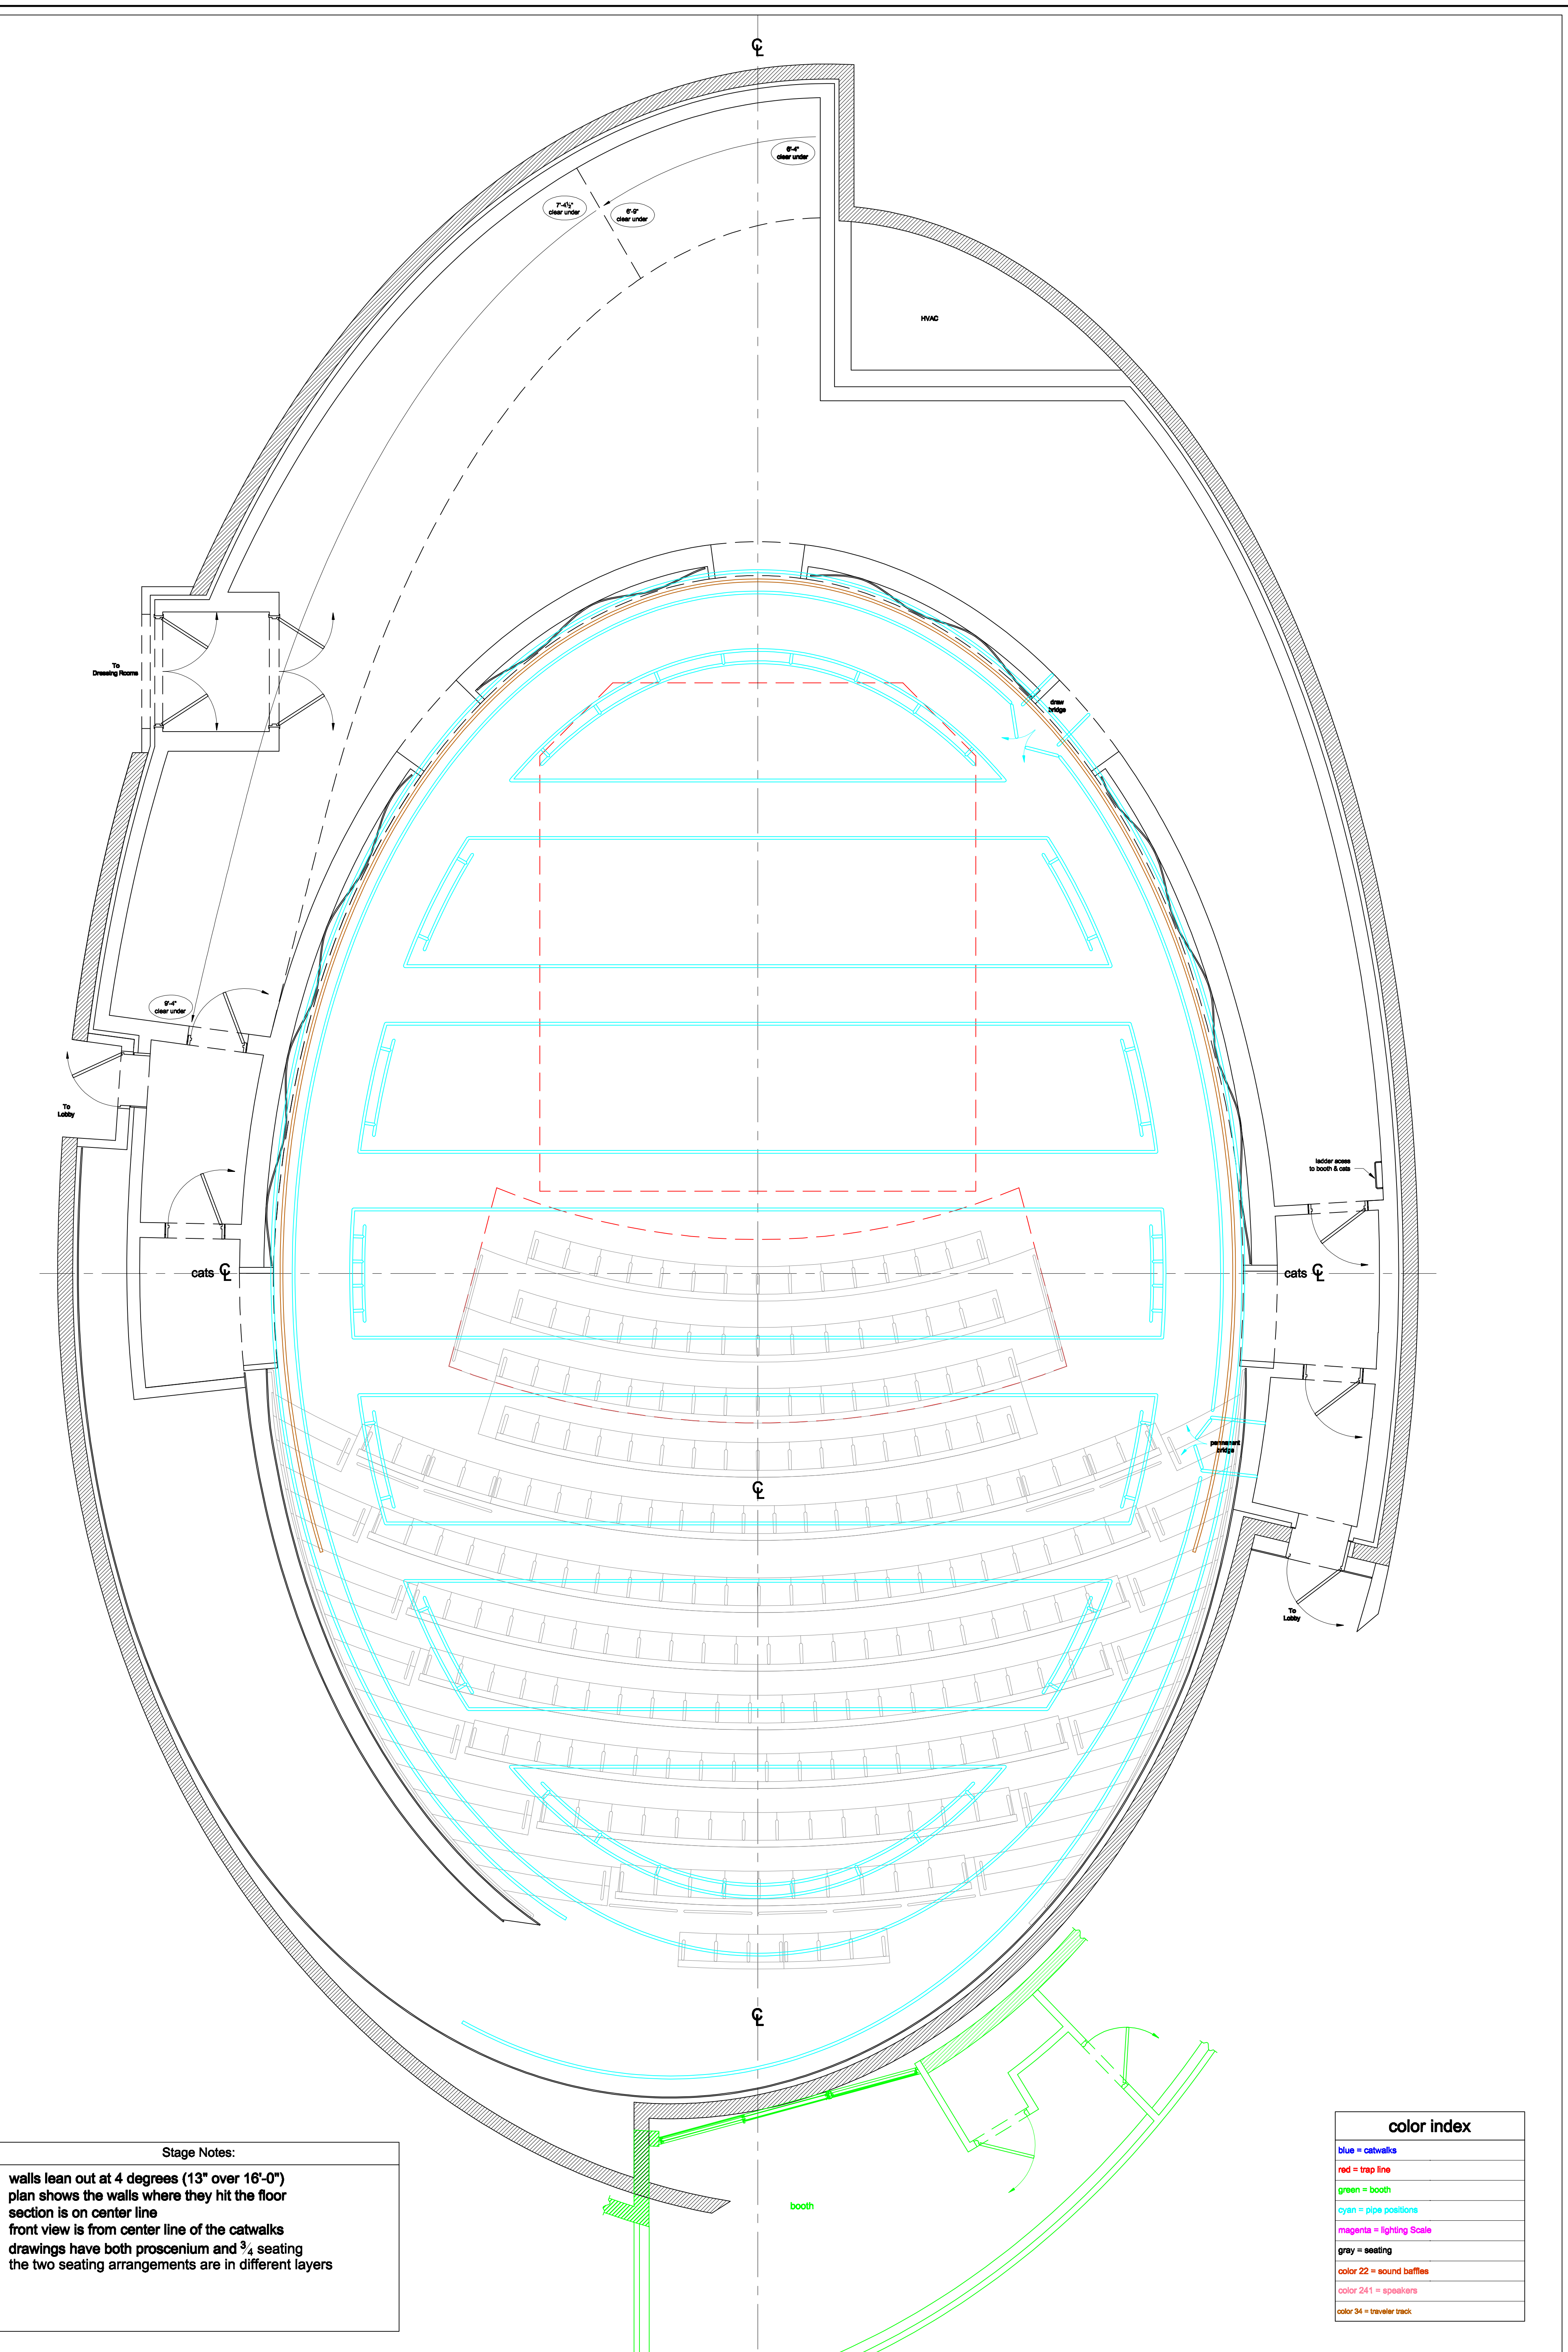 ℄
6'-4"
clear under
7'-4½"
clear under
6'-9"
clear under
HVAC
To
Dressing Rooms
draw
bridge
9'-4"
clear under
To
Lobby
ladder acess
to booth & cats
cats ℄
cats ℄
permanent
bridge
℄
To
Lobby
℄
booth
Stage Notes:
walls lean out at 4 degrees (13" over 16'-0")
plan shows the walls where they hit the floor
section is on center line
front view is from center line of the catwalks
drawings have both proscenium and ¾ seating
the two seating arrangements are in different layers
color index
blue = catwalks
red = trap line
green = booth
cyan = pipe positions
magenta = lighting Scale
gray = seating
color 22 = sound baffles
color 241 = speakers
color 34 = traveler track